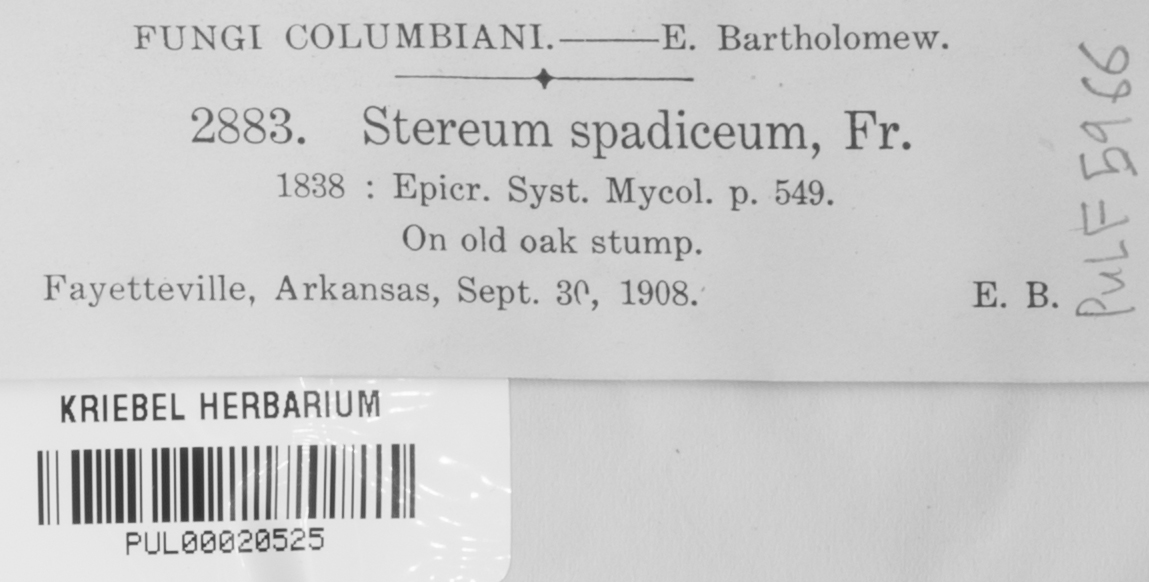 FUNGI COLUMBIANI.——E. Bartholomew.
2883. Stereum spadiceum, Fr.
1838 : Epicr. Syst. Mycol. p. 549.
On old oak stump.
Fayetteville, Arkansas, Sept. 30, 1908.
E. B.
PULF 5966
KRIEBEL HERBARIUM
PUL00020525